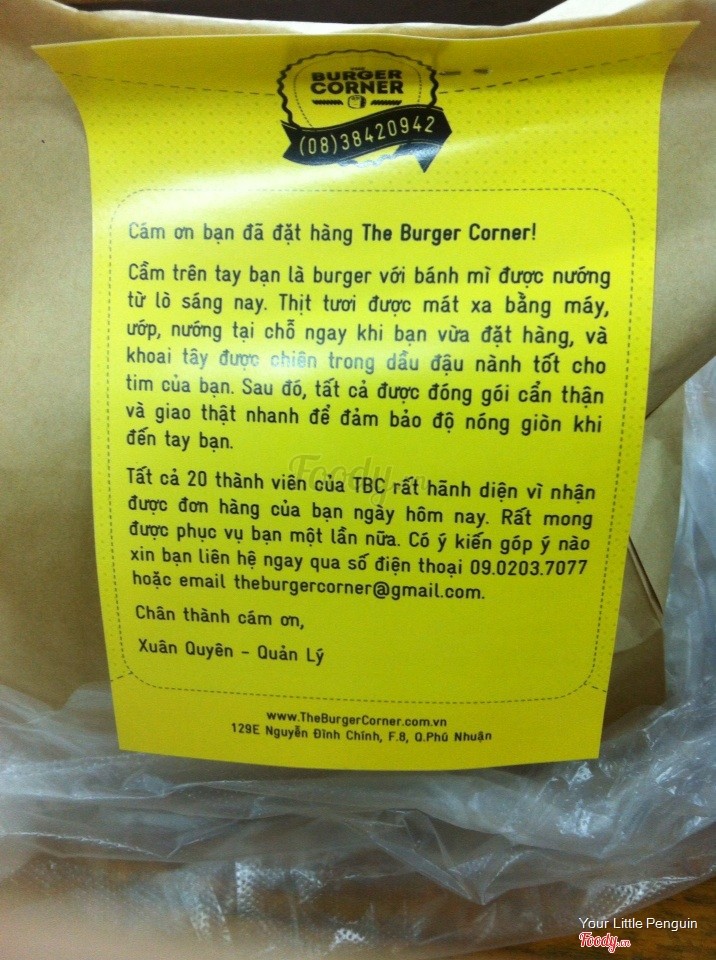 THE
BURGER
CORNER
(08)38420942
Cám ơn bạn đã đặt hàng The Burger Corner!
Cầm trên tay bạn là burger với bánh mì được nướng
từ lò sáng nay. Thịt tươi được mát xa bằng máy,
ướp, nướng tại chỗ ngay khi bạn vừa đặt hàng, và
khoai tây được chiên trong dầu đậu nành tốt cho
tim của bạn. Sau đó, tất cả được đóng gói cẩn thận
và giao thật nhanh để đảm bảo độ nóng giòn khi
đến tay bạn.
Foody.vn
Tất cả 20 thành viên của TBC rất hãnh diện vì nhận
được đơn hàng của bạn ngày hôm nay. Rất mong
được phục vụ bạn một lần nữa. Có ý kiến góp ý nào
xin bạn liên hệ ngay qua số điện thoại 09.0203.7077
hoặc email theburgercorner@gmail.com.
Chân thành cám ơn,
Xuân Quyên - Quản Lý
www.TheBurgerCorner.com.vn
129E Nguyễn Đình Chính, F.8, Q.Phú Nhuận
Your Little Penguin
Foody.vn